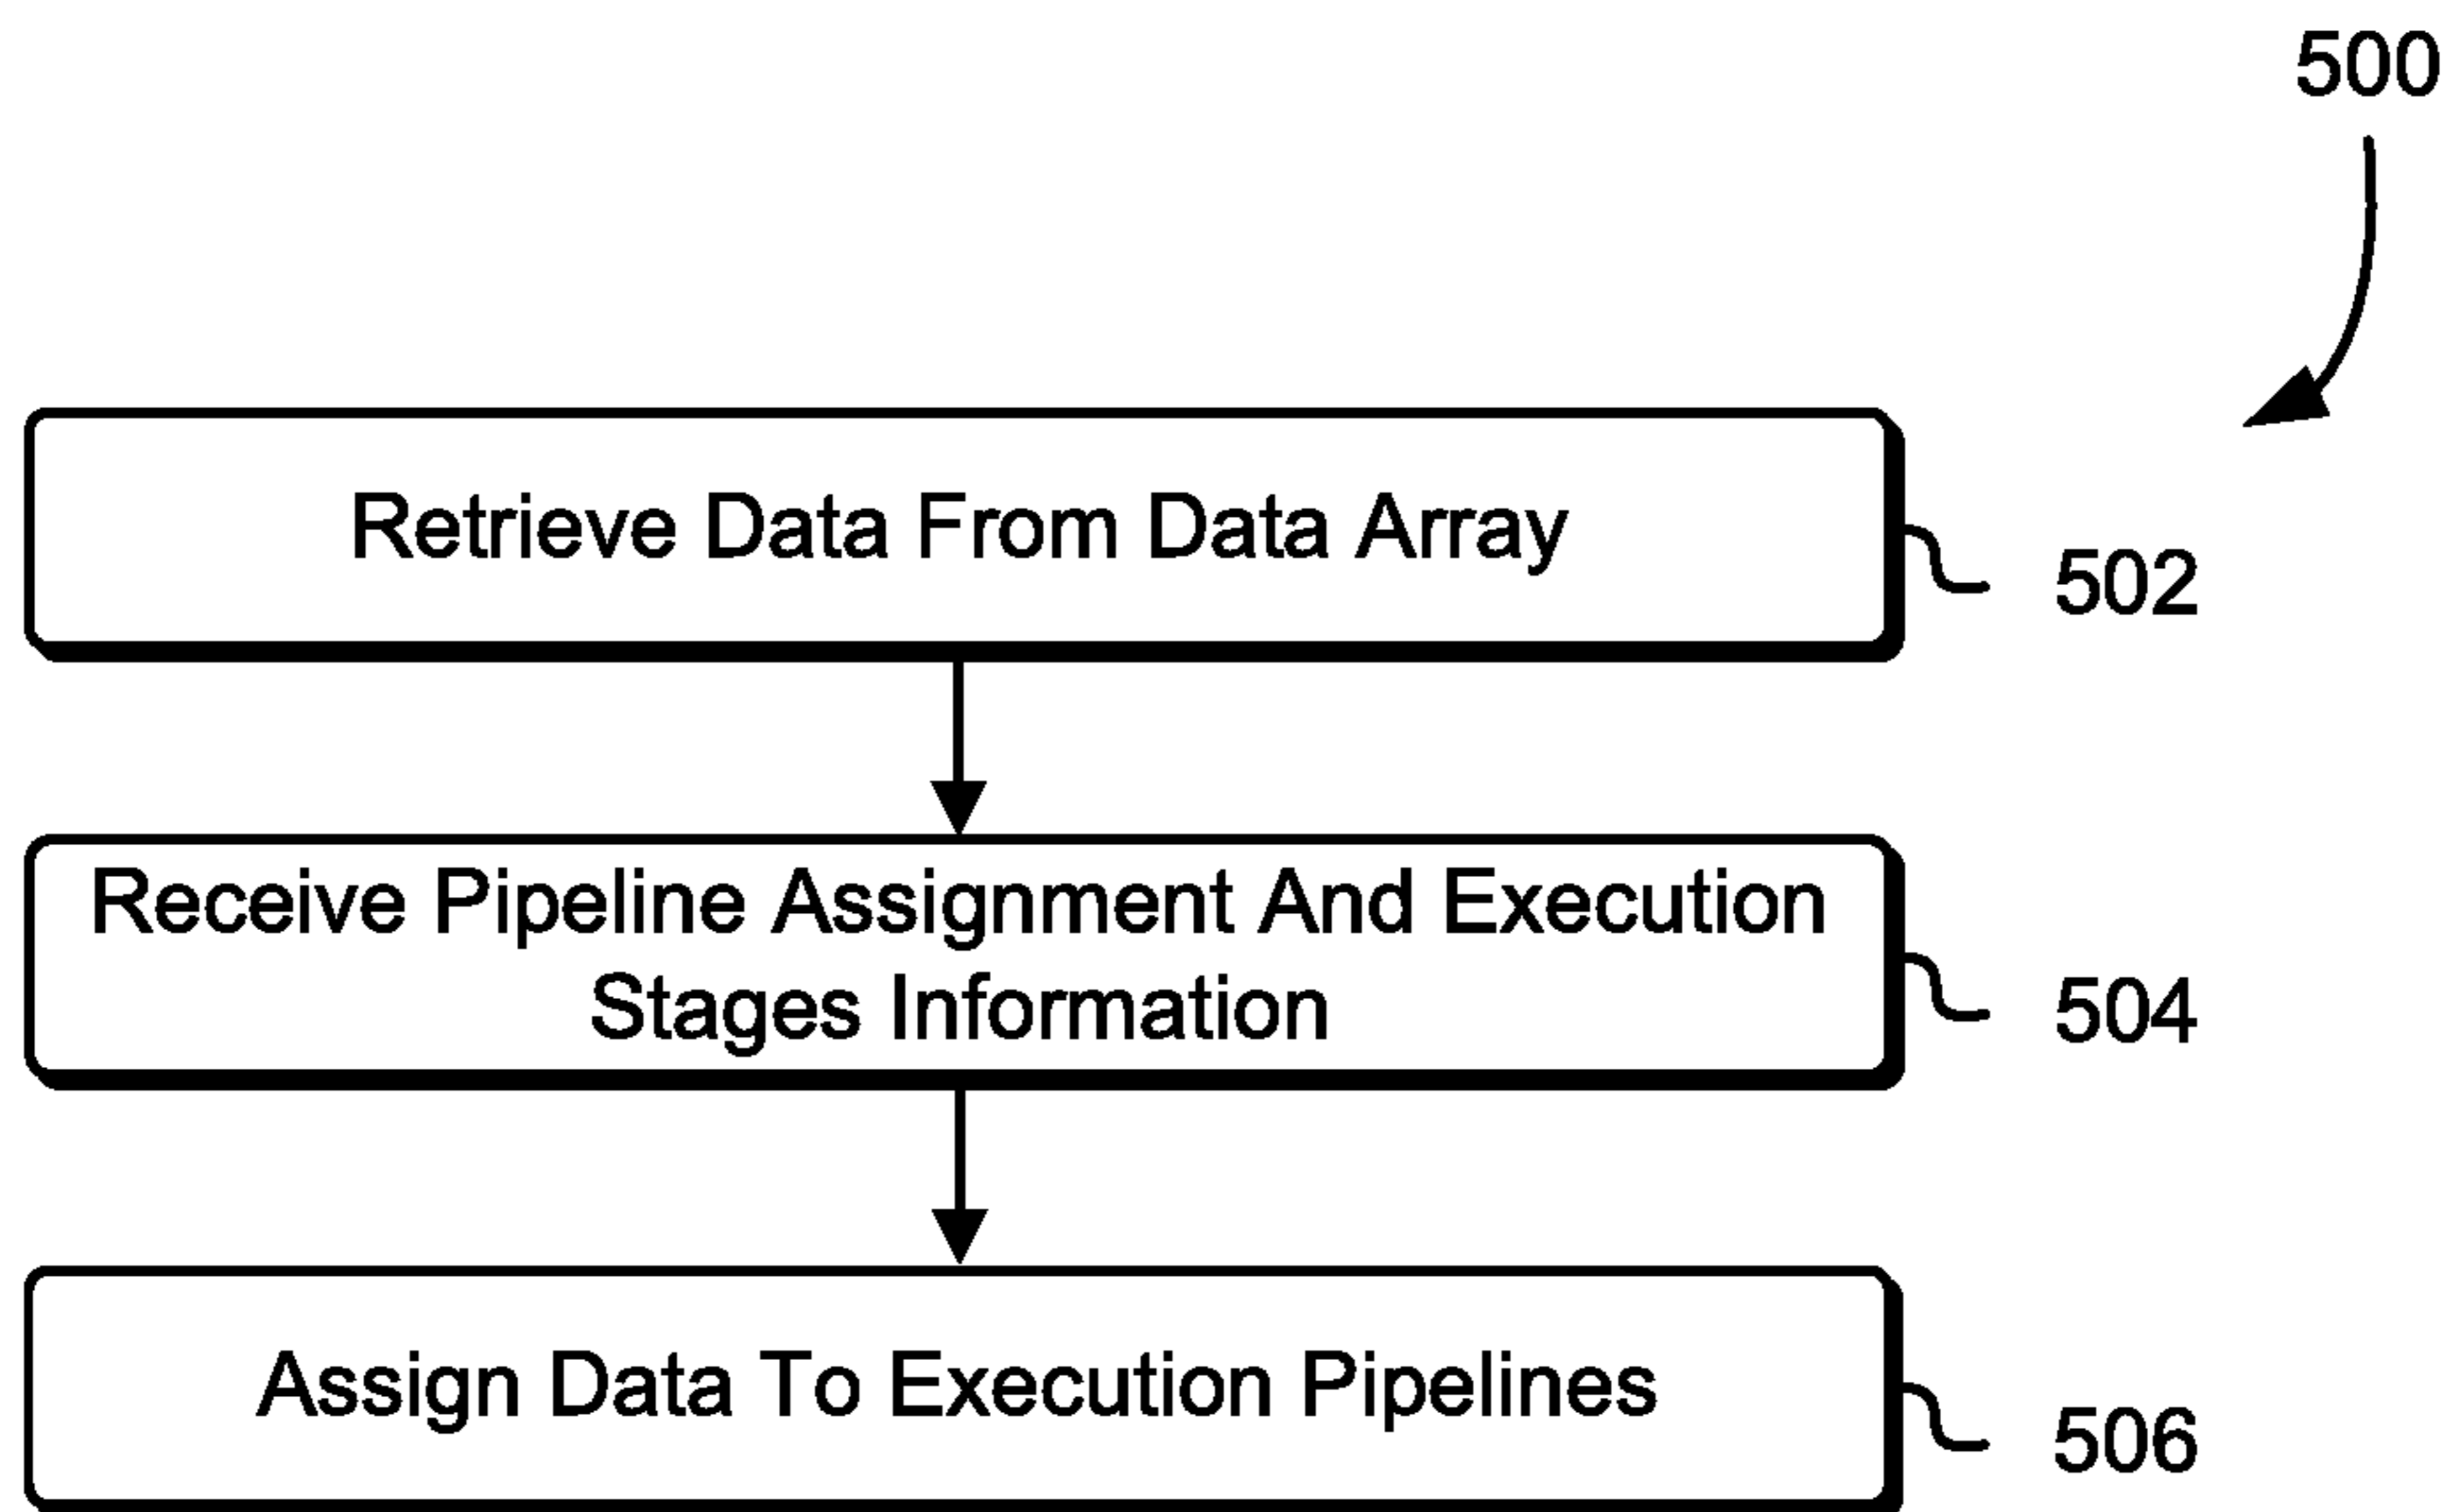 500
Retrieve Data From Data Array
502
Receive Pipeline Assignment And Execution
Stages Information
504
Assign Data To Execution Pipelines
506